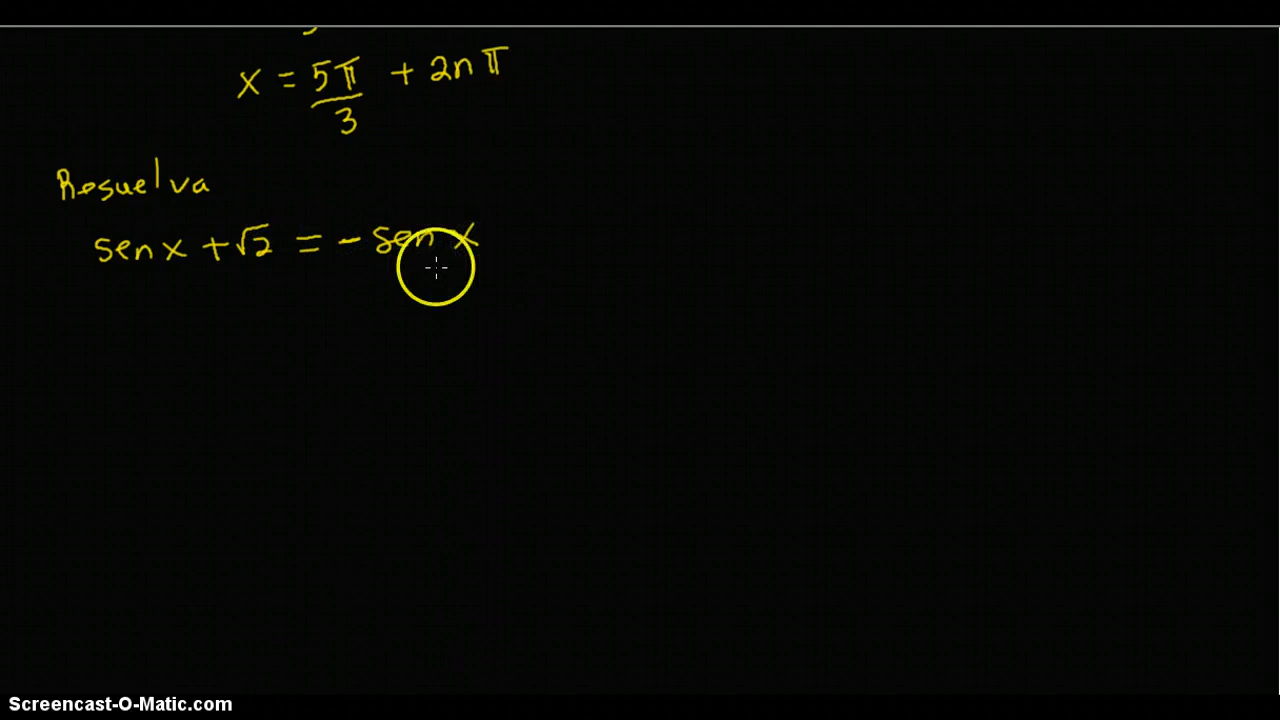 x = 5π/3 + 2nπ
Resuelva
sen x + √2 = - sen x
Screencast-O-Matic.com